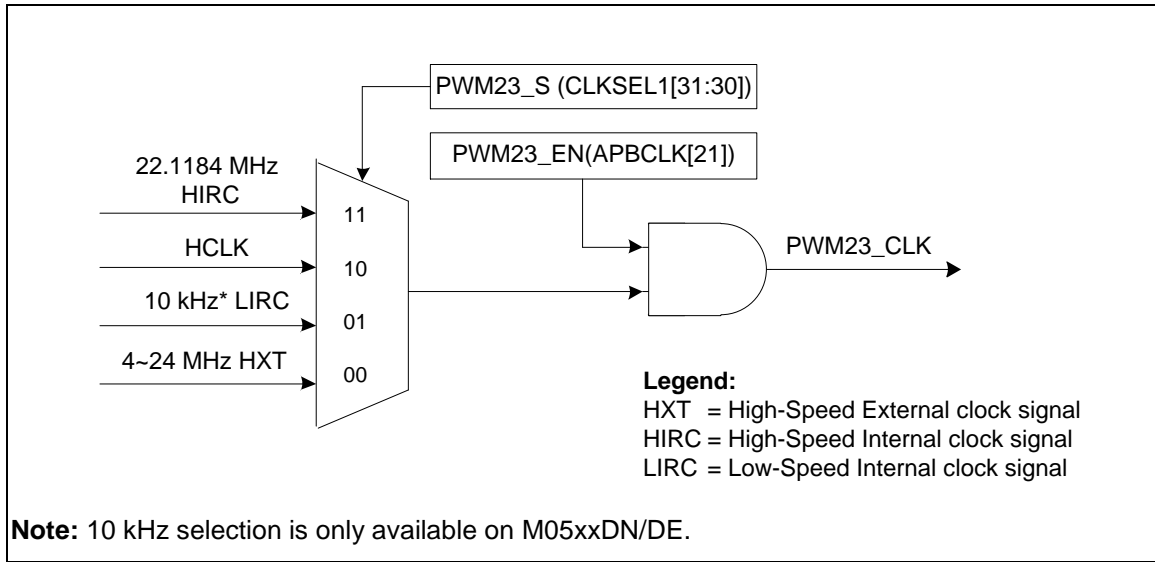 PWM23_S (CLKSEL1[31:30])
PWM23_EN(APBCLK[21])
22.1184 MHz
HIRC
11
HCLK
10
10 kHz* LIRC
01
4~24 MHz HXT
00
PWM23_CLK
Legend:
HXT = High-Speed External clock signal
HIRC = High-Speed Internal clock signal
LIRC = Low-Speed Internal clock signal
Note: 10 kHz selection is only available on M05xxDN/DE.